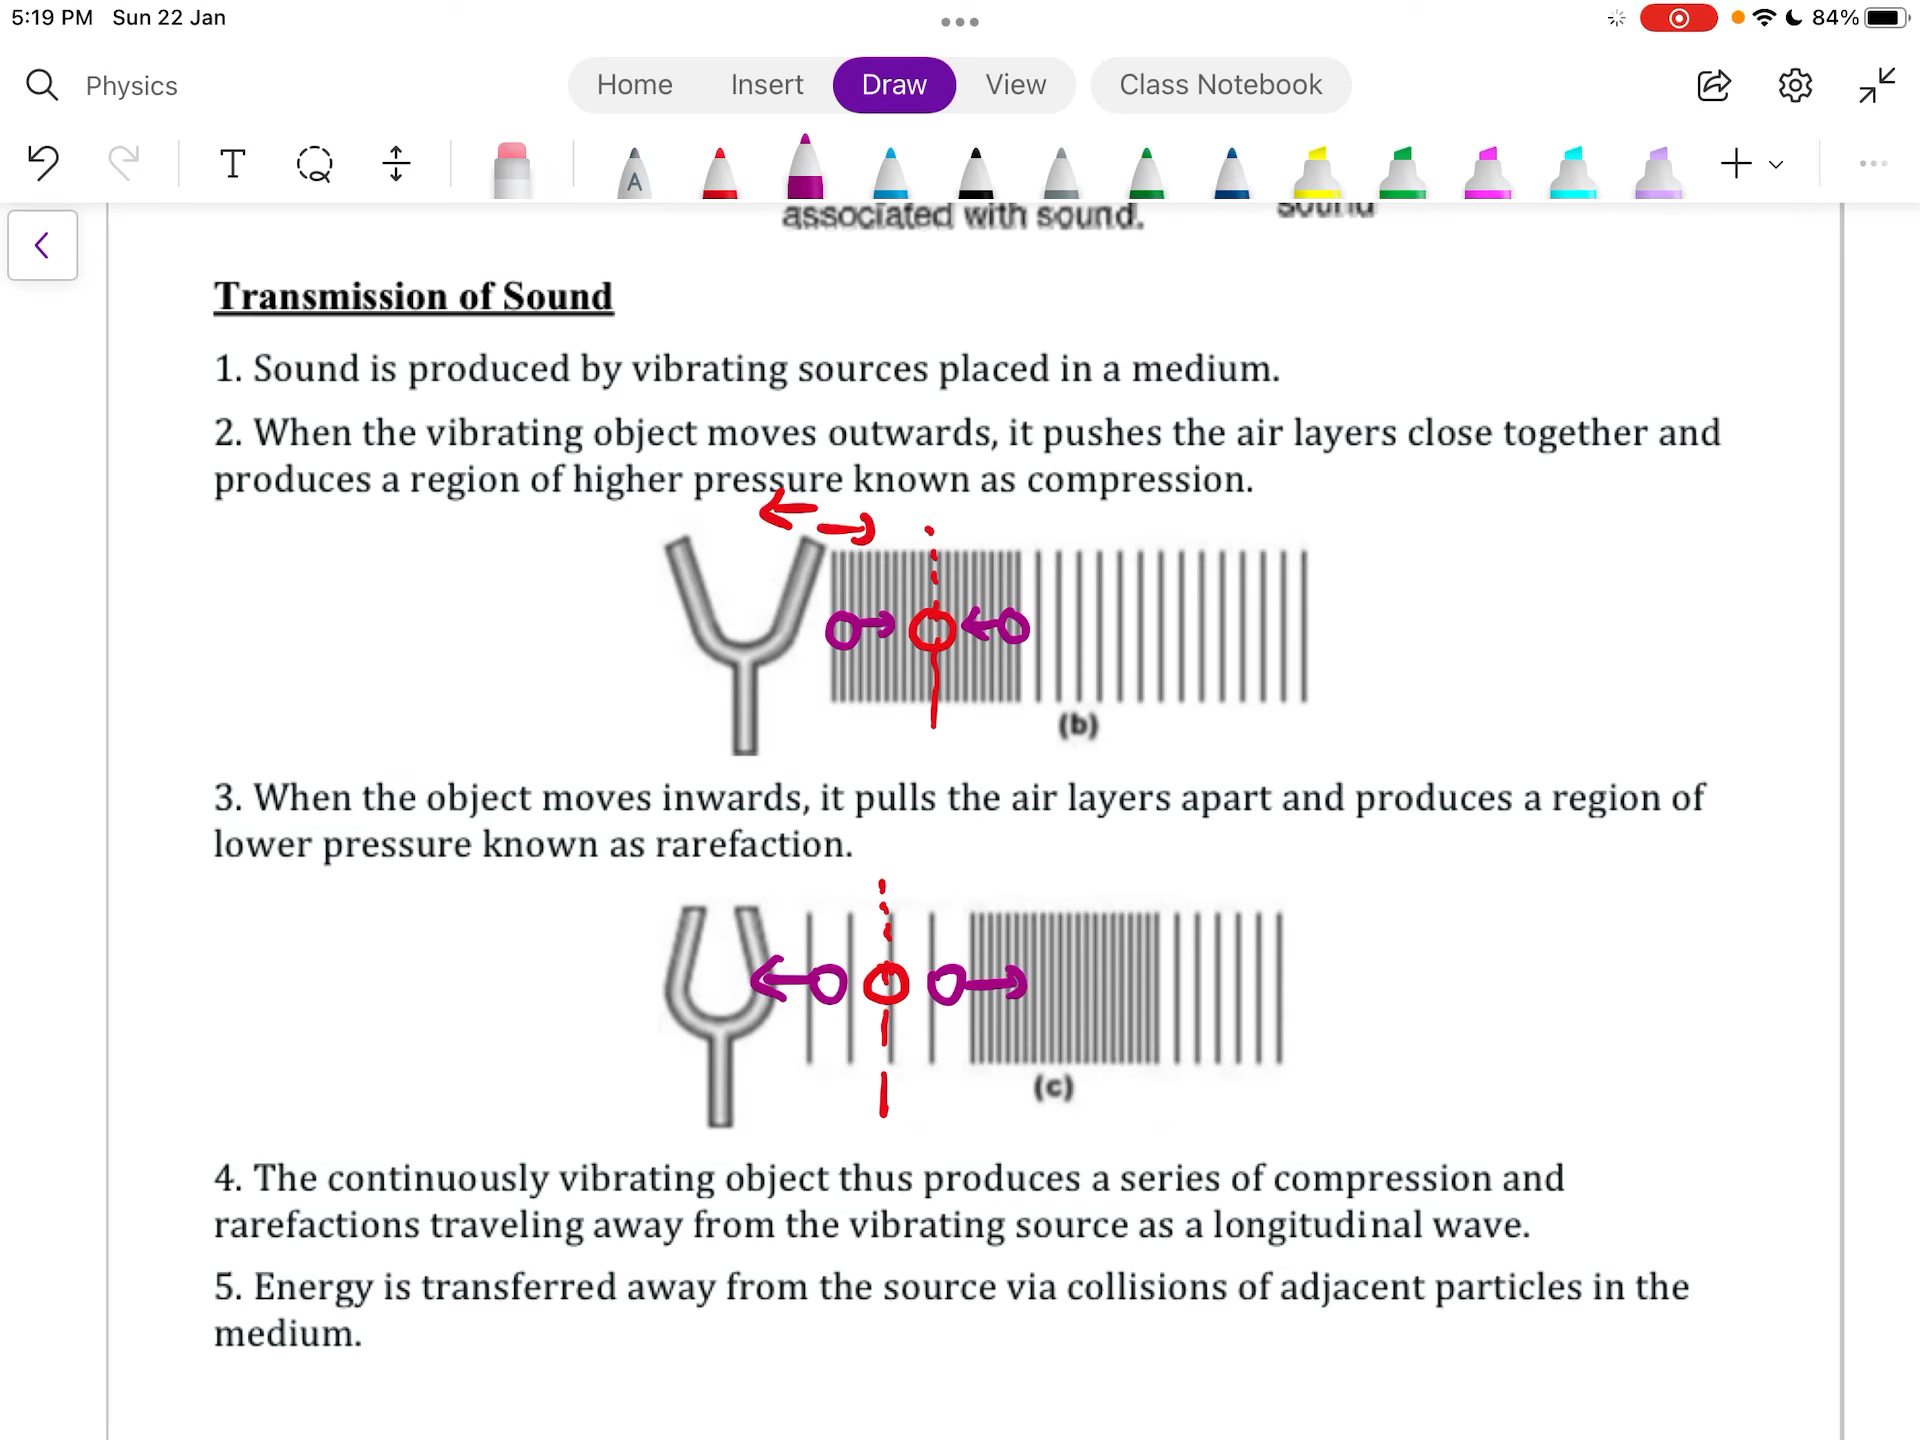 5:19 PM Sun 22 Jan
84%
Physics
Home Insert Draw View Class Notebook
T
A
associated with sound. sound
Transmission of Sound
1. Sound is produced by vibrating sources placed in a medium.
2. When the vibrating object moves outwards, it pushes the air layers close together and
produces a region of higher pressure known as compression.
(b)
3. When the object moves inwards, it pulls the air layers apart and produces a region of
lower pressure known as rarefaction.
(c)
4. The continuously vibrating object thus produces a series of compression and
rarefactions traveling away from the vibrating source as a longitudinal wave.
5. Energy is transferred away from the source via collisions of adjacent particles in the
medium.